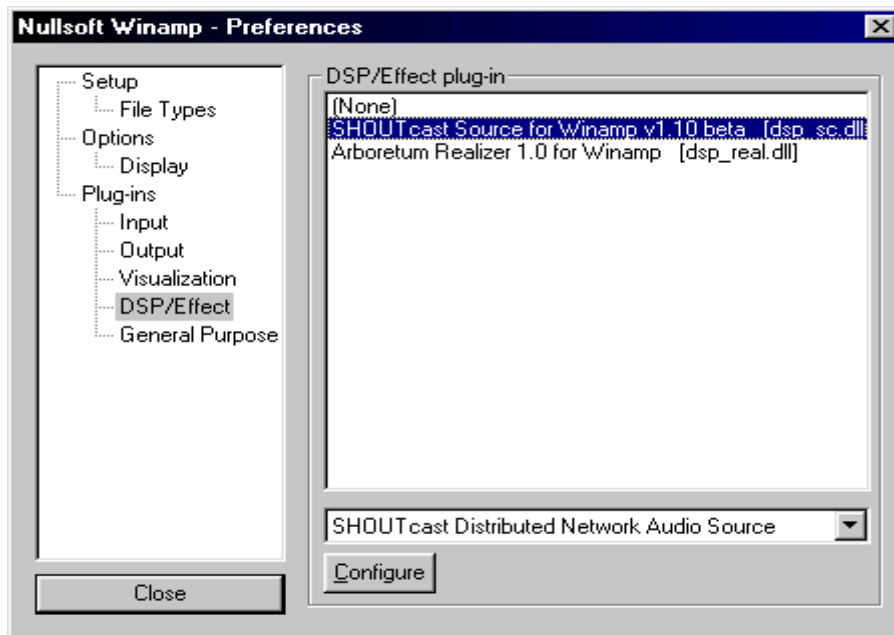 Nullsoft Winamp - Preferences
Setup
File Types
Options
Display
Plug-ins
Input
Output
Visualization
DSP/Effect
General Purpose
Close
DSP/Effect plug-in
(None)
SHOUTcast Source for Winamp v1.10 beta [dsp_sc.dll
Arboretum Realizer 1.0 for Winamp [dsp_real.dll]
SHOUTcast Distributed Network Audio Source
Configure